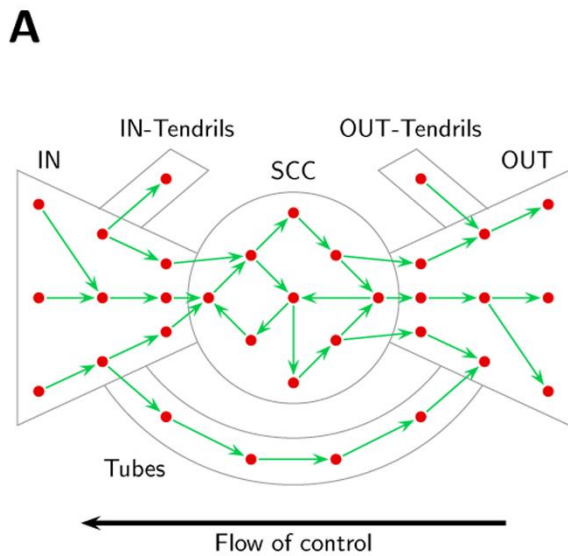 A
IN-Tendrils
OUT-Tendrils
IN
SCC
OUT
Tubes
Flow of control